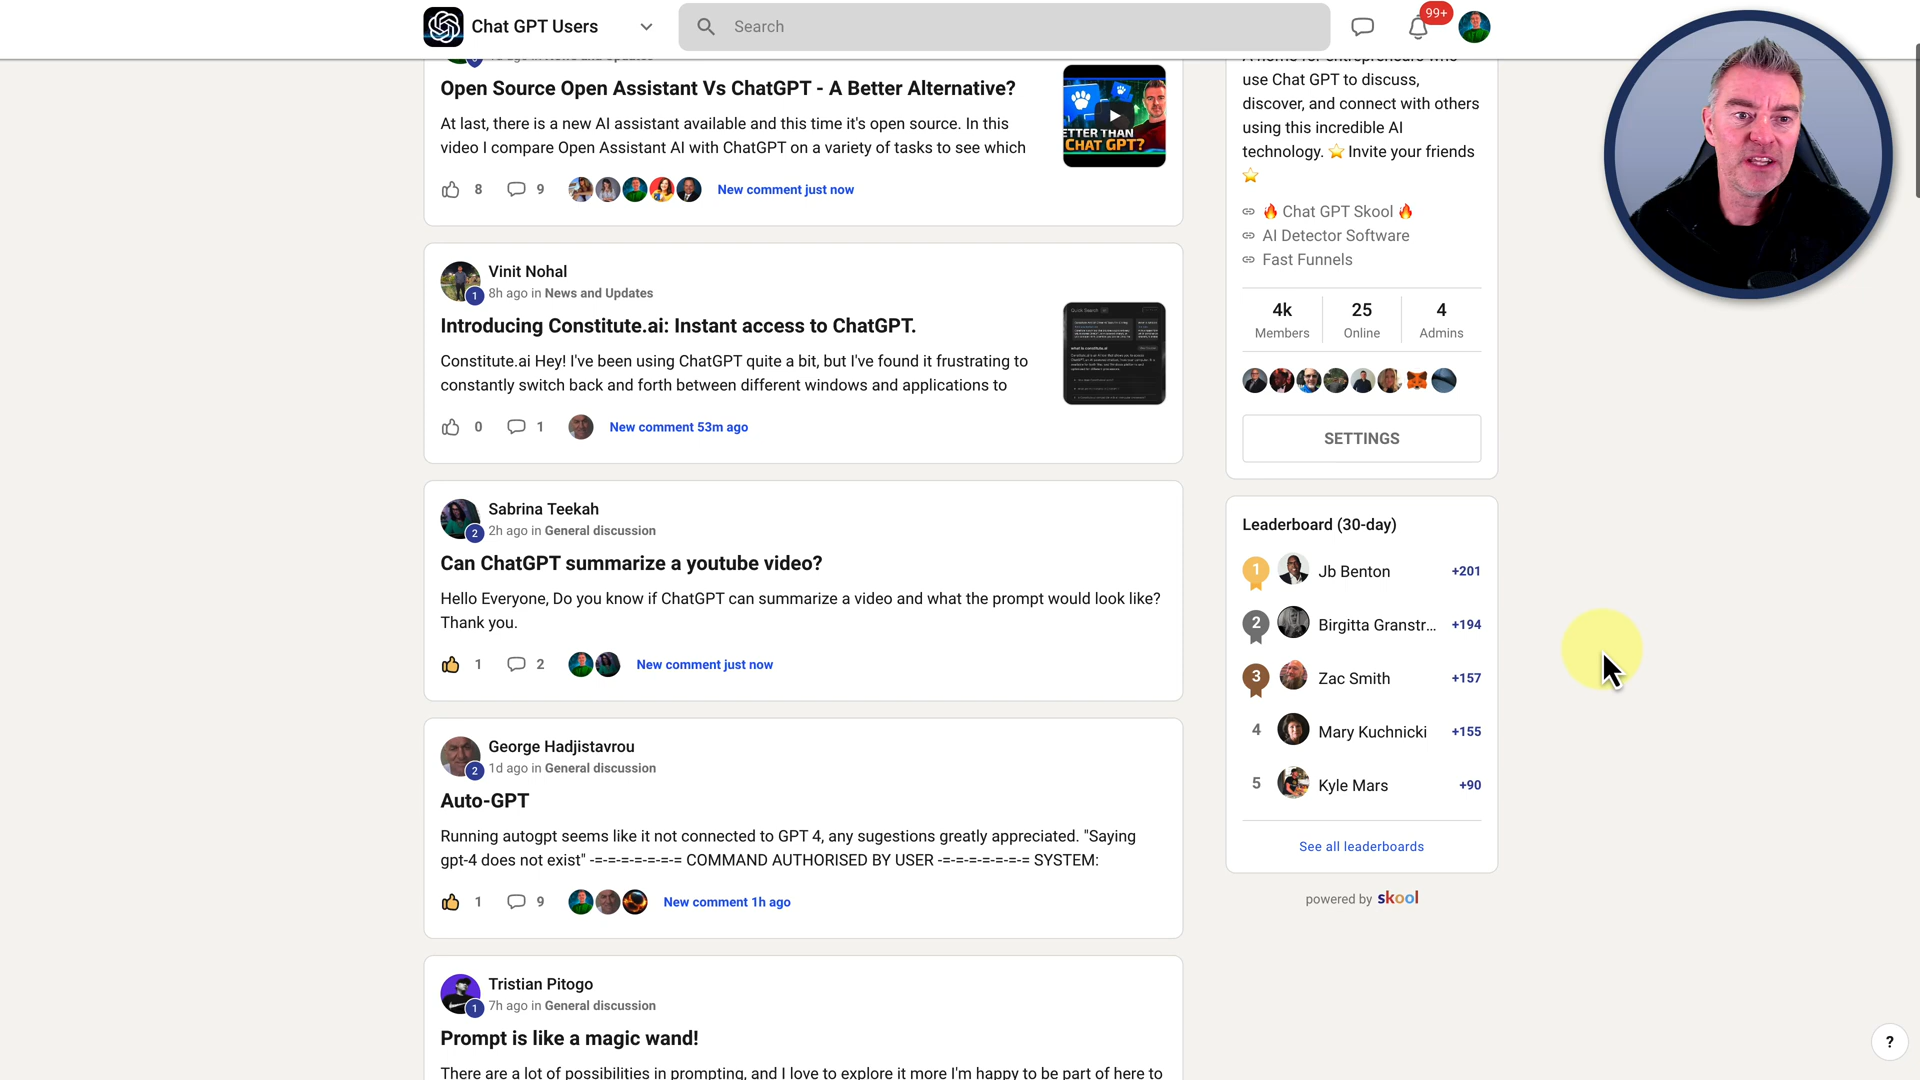 Chat GPT Users
Search
99+
Open Source Open Assistant Vs ChatGPT - A Better Alternative?
At last, there is a new AI assistant available and this time it's open source. In this
video I compare Open Assistant AI with ChatGPT on a variety of tasks to see which
ETTER THAN
CHAT GPT?
8
9
New comment just now
Vinit Nohal
1
8h ago in News and Updates
Introducing Constitute.ai: Instant access to ChatGPT.
Constitute.ai Hey! I've been using ChatGPT quite a bit, but I've found it frustrating to
constantly switch back and forth between different windows and applications to
0
1
New comment 53m ago
Sabrina Teekah
2
2h ago in General discussion
Can ChatGPT summarize a youtube video?
Hello Everyone, Do you know if ChatGPT can summarize a video and what the prompt would look like?
Thank you.
1
2
New comment just now
George Hadjistavrou
2
1d ago in General discussion
Auto-GPT
Running autogpt seems like it not connected to GPT 4, any sugestions greatly appreciated. "Saying
gpt-4 does not exist" -=-=-=-=-=-=-= COMMAND AUTHORISED BY USER -=-=-=-=-=-=-= SYSTEM:
1
9
New comment 1h ago
Tristian Pitogo
1
7h ago in General discussion
Prompt is like a magic wand!
There are a lot of possibilities in prompting, and I love to explore it more I'm happy to be part of here to
use Chat GPT to discuss,
discover, and connect with others
using this incredible AI
technology. ⭐ Invite your friends
⭐
🔥 Chat GPT Skool 🔥
AI Detector Software
Fast Funnels
4k
Members
25
Online
4
Admins
SETTINGS
Leaderboard (30-day)
1 Jb Benton +201
2 Birgitta Granstr... +194
3 Zac Smith +157
4 Mary Kuchnicki +155
5 Kyle Mars +90
See all leaderboards
powered by skool
?